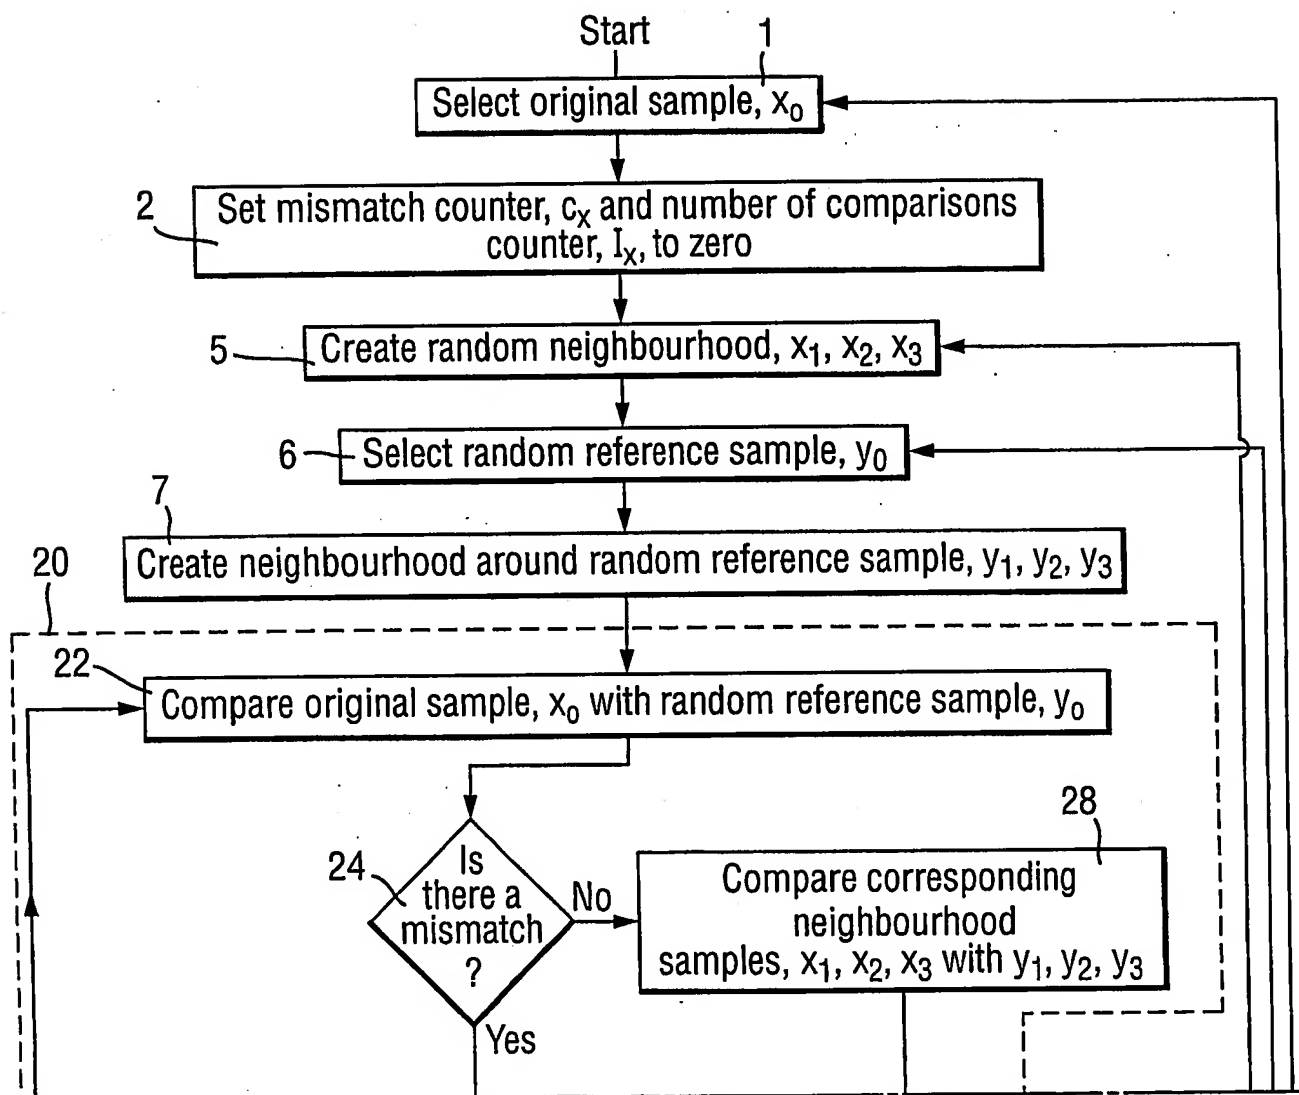 Start
1
Select original sample, x₀
2
Set mismatch counter, cₓ and number of comparisons
counter, Iₓ, to zero
5
Create random neighbourhood, x₁, x₂, x₃
6
Select random reference sample, y₀
7
Create neighbourhood around random reference sample, y₁, y₂, y₃
20
22
Compare original sample, x₀ with random reference sample, y₀
24
Is
there a
mismatch
?
No
Yes
28
Compare corresponding
neighbourhood
samples, x₁, x₂, x₃ with y₁, y₂, y₃